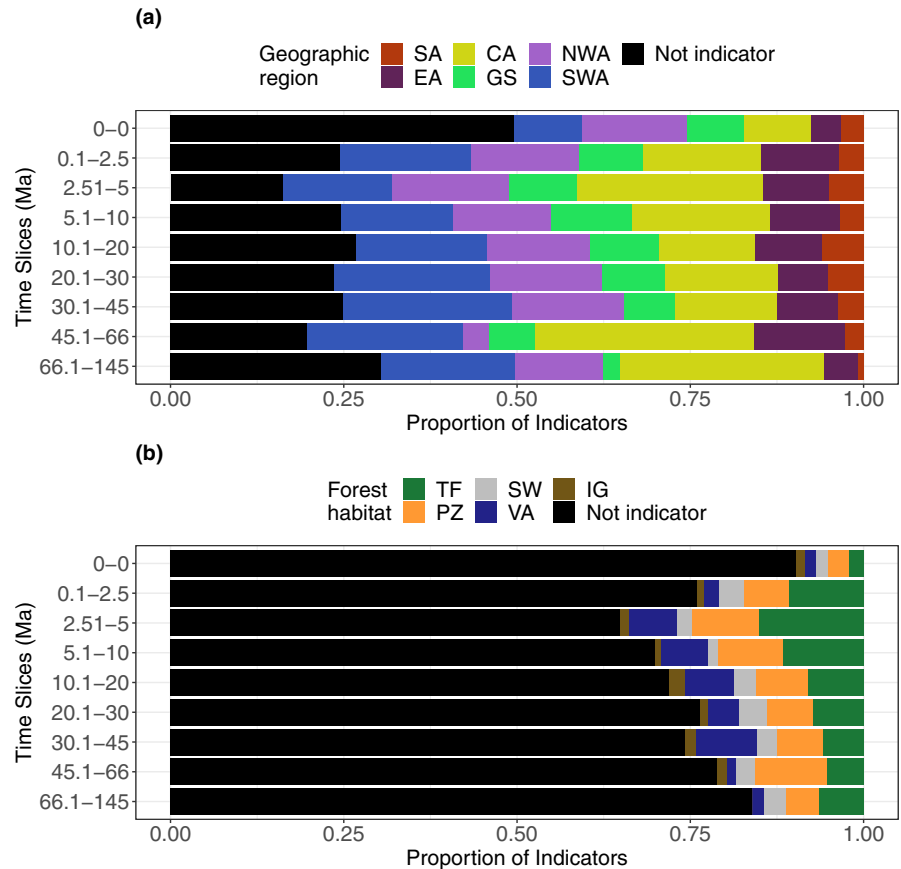 (a)
Geographic region
SA CA NWA Not indicator
EA GS SWA
Time Slices (Ma)
0–0
0.1–2.5
2.51–5
5.1–10
10.1–20
20.1–30
30.1–45
45.1–66
66.1–145
0.00 0.25 0.50 0.75 1.00
Proportion of Indicators
(b)
Forest habitat
TF SW IG
PZ VA Not indicator
Time Slices (Ma)
0–0
0.1–2.5
2.51–5
5.1–10
10.1–20
20.1–30
30.1–45
45.1–66
66.1–145
0.00 0.25 0.50 0.75 1.00
Proportion of Indicators